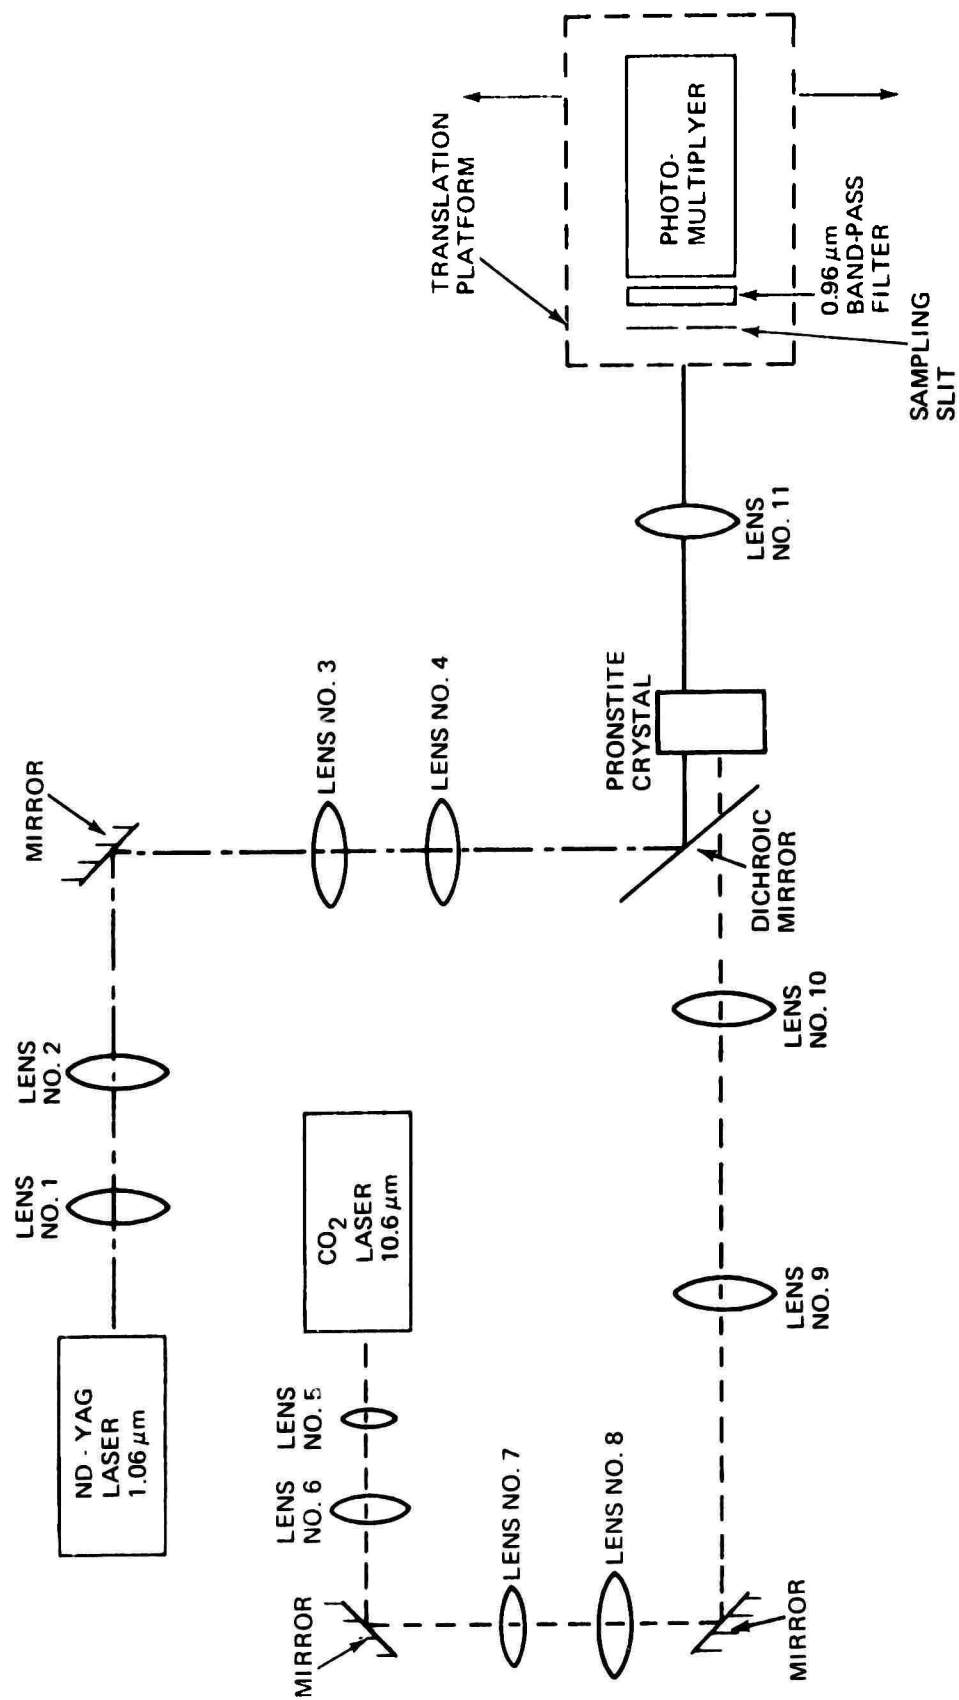 ND - YAG
LASER
1.06 μm
LENS
NO. 1
LENS
NO. 2
MIRROR
LENS NO. 3
LENS NO. 4
CO2
LASER
10.6 μm
LENS
NO. 5
LENS
NO. 6
MIRROR
LENS NO. 7
LENS NO. 8
MIRROR
LENS
NO. 9
LENS
NO. 10
DICHROIC
MIRROR
PRONSTITE
CRYSTAL
LENS
NO. 11
TRANSLATION
PLATFORM
PHOTO-
MULTIPLYER
0.96 μm
BAND-PASS
FILTER
SAMPLING
SLIT